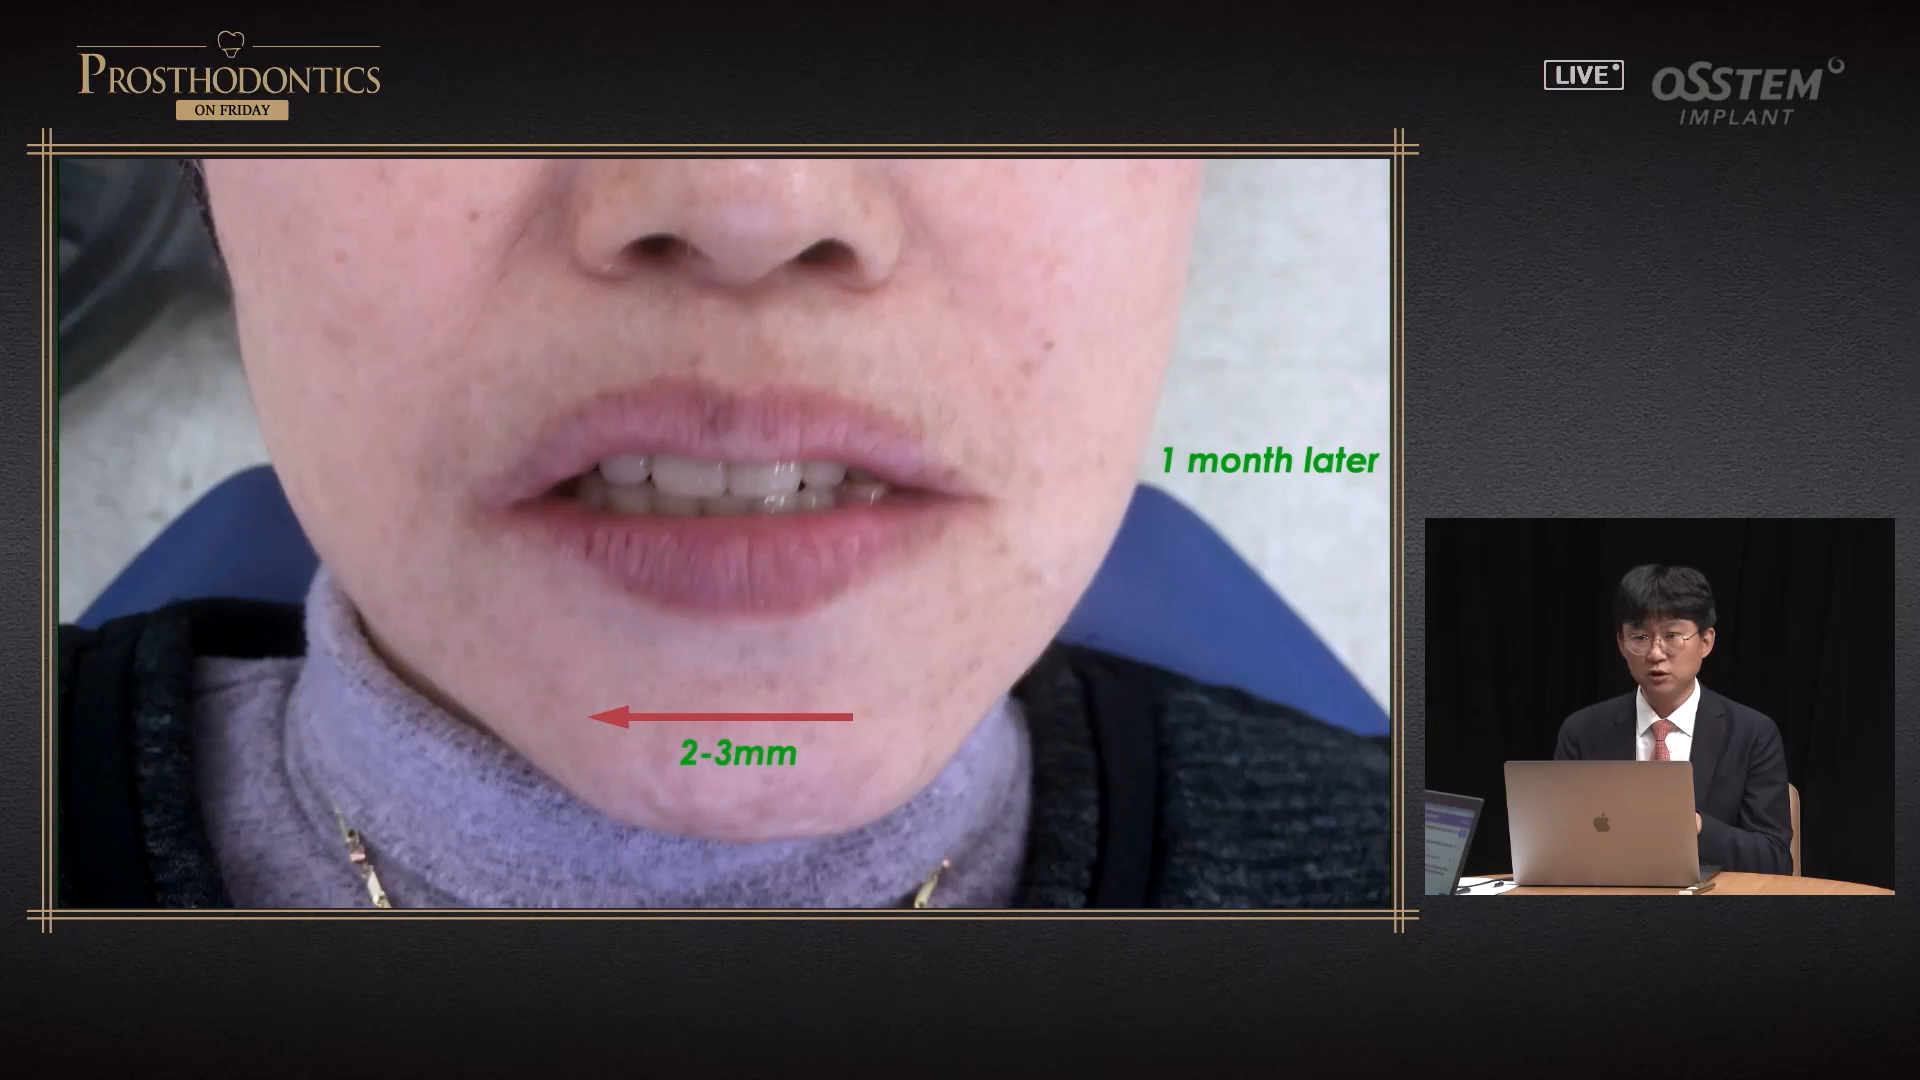 PROSTHODONTICS
ON FRIDAY
LIVE
OSSTEM
IMPLANT
1 month later
2-3mm